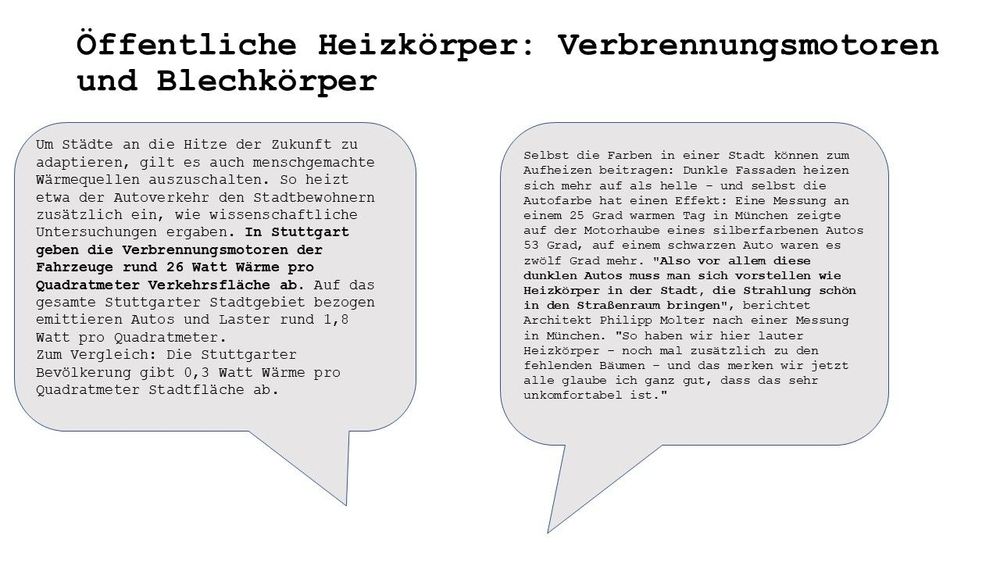 Öffentliche Heizkörper: Verbrennungsmotoren
und Blechkörper
Um Städte an die Hitze der Zukunft zu
adaptieren, gilt es auch menschgemachte
Wärmequellen auszuschalten. So heizt
etwa der Autoverkehr den Stadtbewohnern
zusätzlich ein, wie wissenschaftliche
Untersuchungen ergaben. In Stuttgart
geben die Verbrennungsmotoren der
Fahrzeuge rund 26 Watt Wärme pro
Quadratmeter Verkehrsfläche ab. Auf das
gesamte Stuttgarter Stadtgebiet bezogen
emittieren Autos und Laster rund 1,8
Watt pro Quadratmeter.
Zum Vergleich: Die Stuttgarter
Bevölkerung gibt 0,3 Watt Wärme pro
Quadratmeter Stadtfläche ab.
Selbst die Farben in einer Stadt können zum
Aufheizen beitragen: Dunkle Fassaden heizen
sich mehr auf als helle – und selbst die
Autofarbe hat einen Effekt: Eine Messung an
einem 25 Grad warmen Tag in München zeigte
auf der Motorhaube eines silberfarbenen Autos
53 Grad, auf einem schwarzen Auto waren es
zwölf Grad mehr. "Also vor allem diese
dunklen Autos muss man sich vorstellen wie
Heizkörper in der Stadt, die Strahlung schön
in den Straßenraum bringen", berichtet
Architekt Philipp Molter nach einer Messung
in München. "So haben wir hier lauter
Heizkörper – noch mal zusätzlich zu den
fehlenden Bäumen – und das merken wir jetzt
alle glaube ich ganz gut, dass das sehr
unkomfortabel ist."